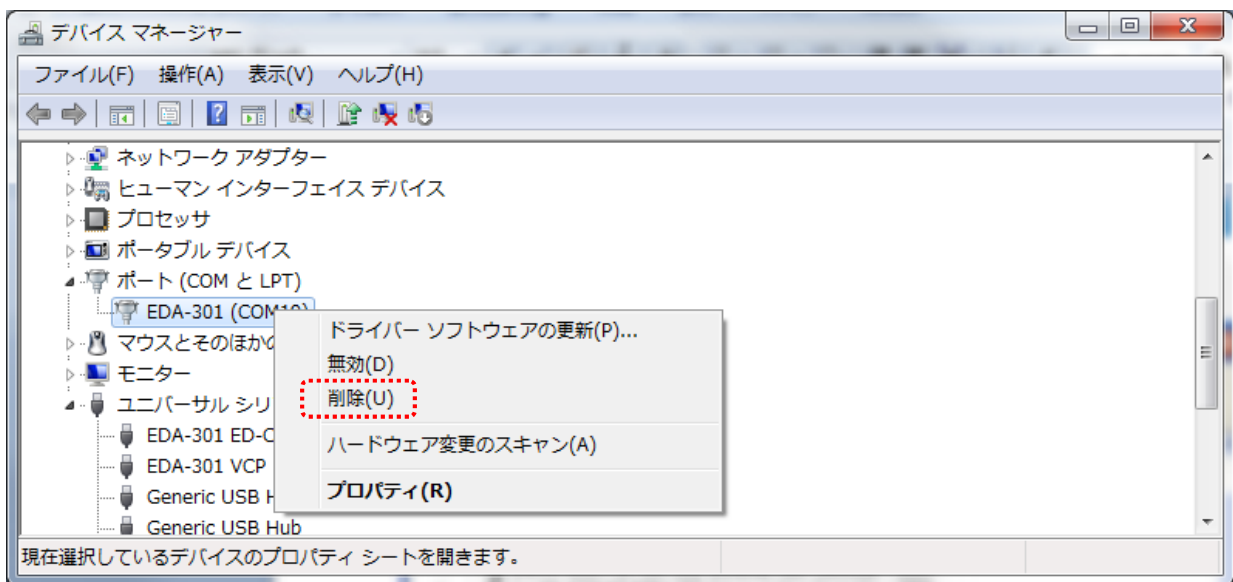 デバイス マネージャー
ファイル(F) 操作(A) 表示(V) ヘルプ(H)
ネットワーク アダプター
ヒューマン インターフェイス デバイス
プロセッサ
ポータブル デバイス
ポート (COM と LPT)
EDA-301 (COM10)
マウスとそのほかの
モニター
ユニバーサル シリ
EDA-301 ED-C
EDA-301 VCP
Generic USB H
Generic USB Hub
ドライバー ソフトウェアの更新(P)...
無効(D)
削除(U)
ハードウェア変更のスキャン(A)
プロパティ(R)
現在選択しているデバイスのプロパティ シートを開きます。